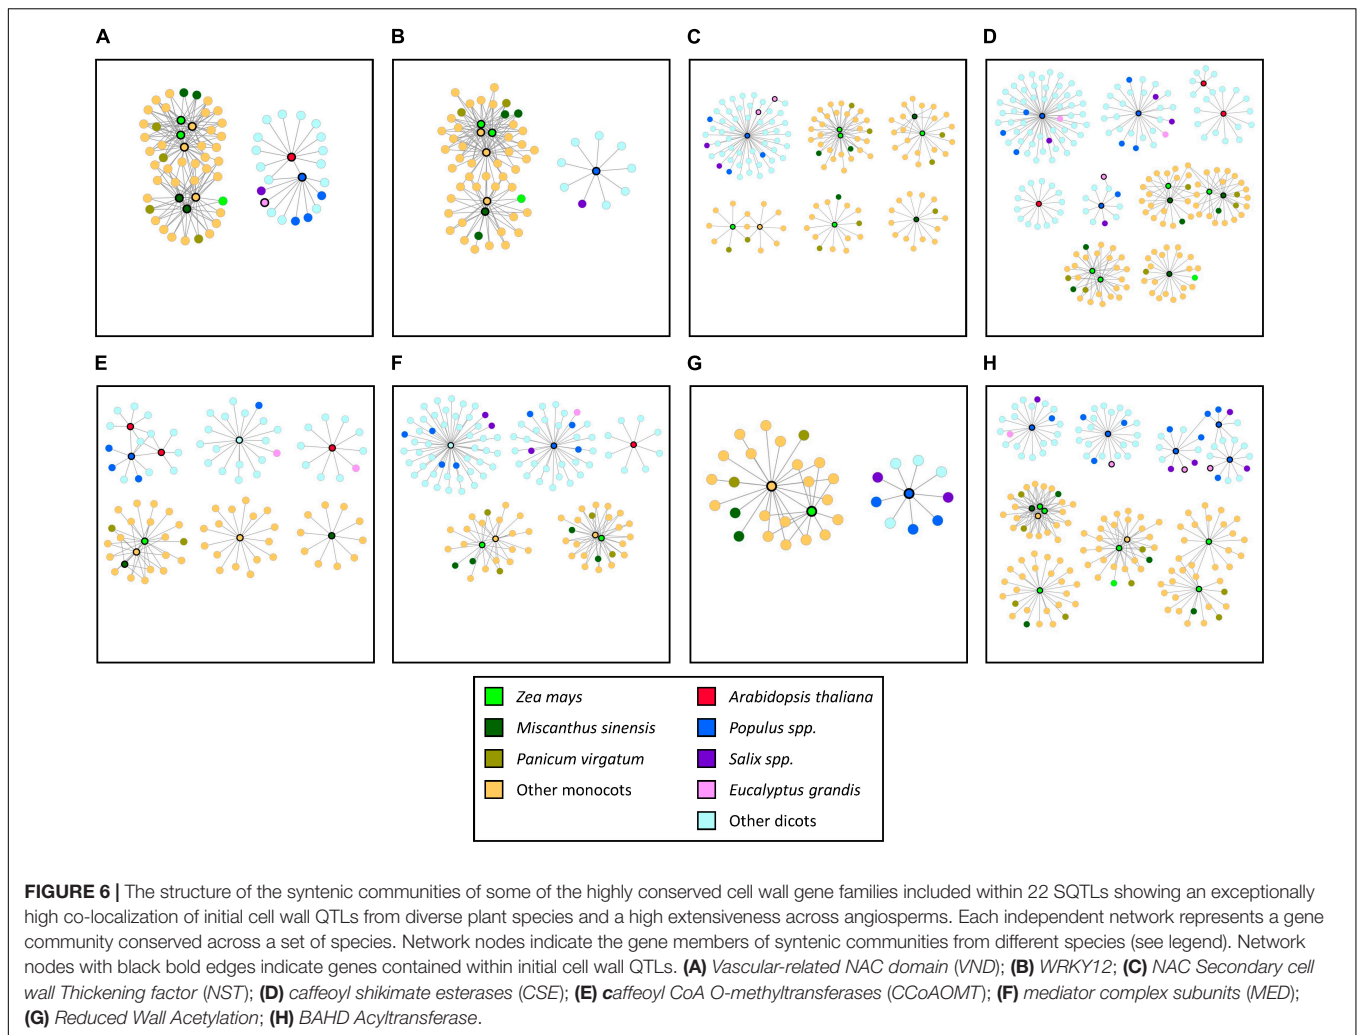 A B C D
E F G H
Zea mays
Miscanthus sinensis
Panicum virgatum
Other monocots
Arabidopsis thaliana
Populus spp.
Salix spp.
Eucalyptus grandis
Other dicots
FIGURE 6 | The structure of the syntenic communities of some of the highly conserved cell wall gene families included within 22 SQTLs showing an exceptionally
high co-localization of initial cell wall QTLs from diverse plant species and a high extensiveness across angiosperms. Each independent network represents a gene
community conserved across a set of species. Network nodes indicate the gene members of syntenic communities from different species (see legend). Network
nodes with black bold edges indicate genes contained within initial cell wall QTLs. (A) Vascular-related NAC domain (VND); (B) WRKY12; (C) NAC Secondary cell
wall Thickening factor (NST); (D) caffeoyl shikimate esterases (CSE); (E) caffeoyl CoA O-methyltransferases (CCoAOMT); (F) mediator complex subunits (MED);
(G) Reduced Wall Acetylation; (H) BAHD Acyltransferase.